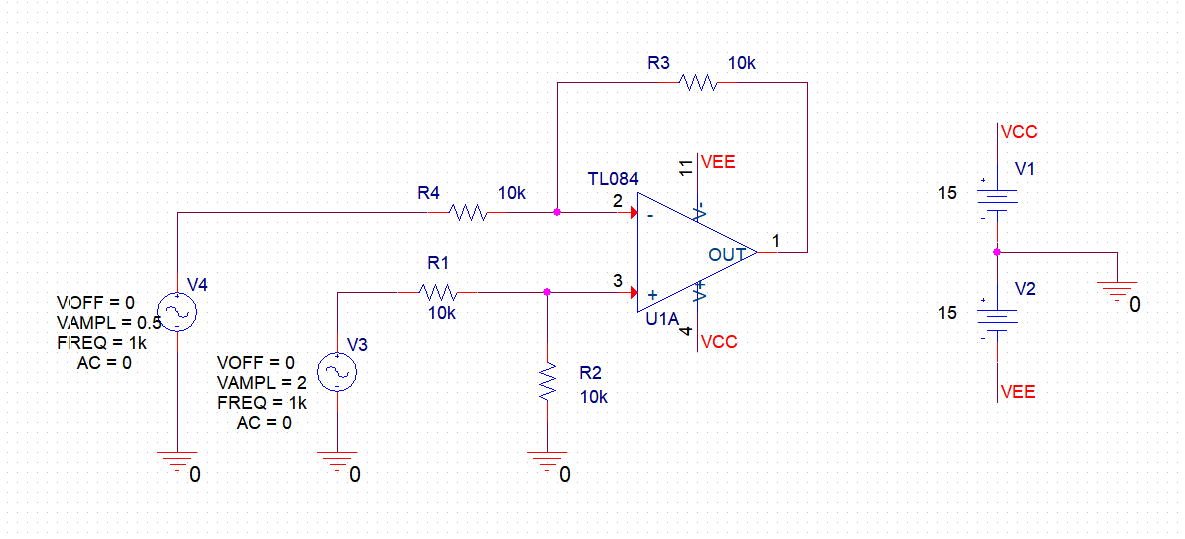 R3 10k
VCC
11 VEE
V1
TL084
R4 10k
2
15
-
V-
1
OUT
R1
3
V4
V2
+
V+
VOFF = 0
10k
15
U1A
VAMPL = 0.5
4
FREQ = 1k
V3
VCC
AC = 0
VOFF = 0
VAMPL = 2
FREQ = 1k
AC = 0
R2
10k
0
VEE
0
0
0